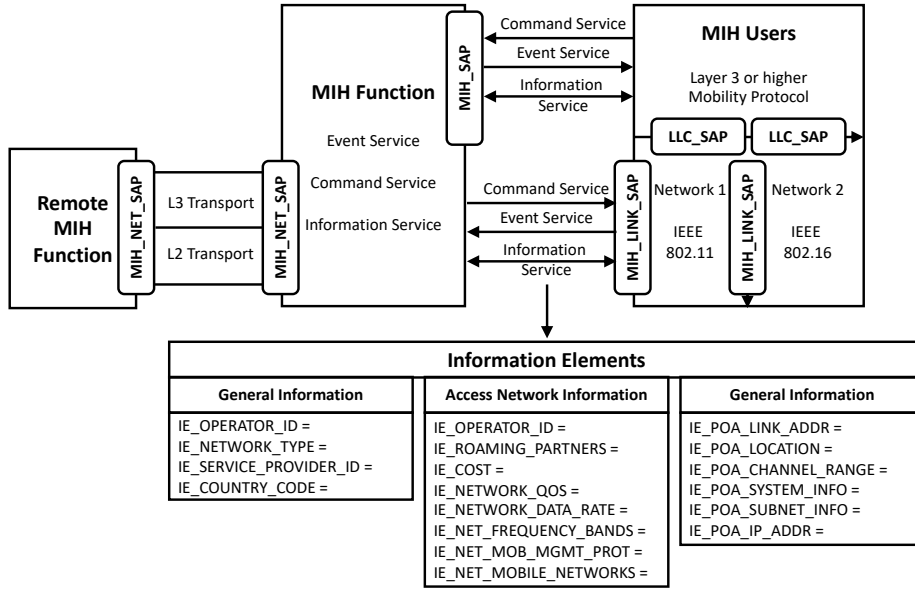 Remote
MIH
Function
MIH_NET_SAP
L3 Transport
L2 Transport
MIH_NET_SAP
MIH Function
Event Service
Command Service
Information Service
MIH_SAP
Command Service
Event Service
Information
Service
Command Service
Event Service
Information
Service
MIH Users
Layer 3 or higher
Mobility Protocol
LLC_SAP
LLC_SAP
MIH_LINK_SAP
Network 1
IEEE
802.11
MIH_LINK_SAP
Network 2
IEEE
802.16
Information Elements
General Information
IE_OPERATOR_ID =
IE_NETWORK_TYPE =
IE_SERVICE_PROVIDER_ID =
IE_COUNTRY_CODE =
Access Network Information
IE_OPERATOR_ID =
IE_ROAMING_PARTNERS =
IE_COST =
IE_NETWORK_QOS =
IE_NETWORK_DATA_RATE =
IE_NET_FREQUENCY_BANDS =
IE_NET_MOB_MGMT_PROT =
IE_NET_MOBILE_NETWORKS =
General Information
IE_POA_LINK_ADDR =
IE_POA_LOCATION =
IE_POA_CHANNEL_RANGE =
IE_POA_SYSTEM_INFO =
IE_POA_SUBNET_INFO =
IE_POA_IP_ADDR =